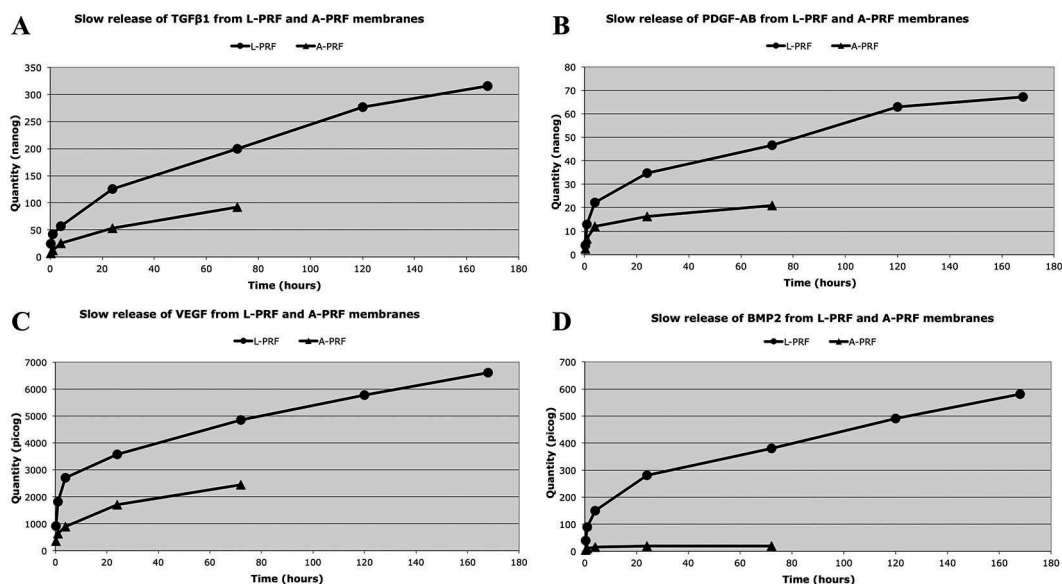 A
Slow release of TGFβ1 from L-PRF and A-PRF membranes
L-PRF A-PRF
350
300
250
200
150
100
50
0
Quantity (nanog)
0 20 40 60 80 100 120 140 160 180
Time (hours)
B
Slow release of PDGF-AB from L-PRF and A-PRF membranes
L-PRF A-PRF
80
70
60
50
40
30
20
10
0
Quantity (nanog)
0 20 40 60 80 100 120 140 160 180
Time (hours)
C
Slow release of VEGF from L-PRF and A-PRF membranes
L-PRF A-PRF
7000
6000
5000
4000
3000
2000
1000
0
Quantity (picog)
0 20 40 60 80 100 120 140 160 180
Time (hours)
D
Slow release of BMP2 from L-PRF and A-PRF membranes
L-PRF A-PRF
700
600
500
400
300
200
100
0
Quantity (picog)
0 20 40 60 80 100 120 140 160 180
Time (hours)